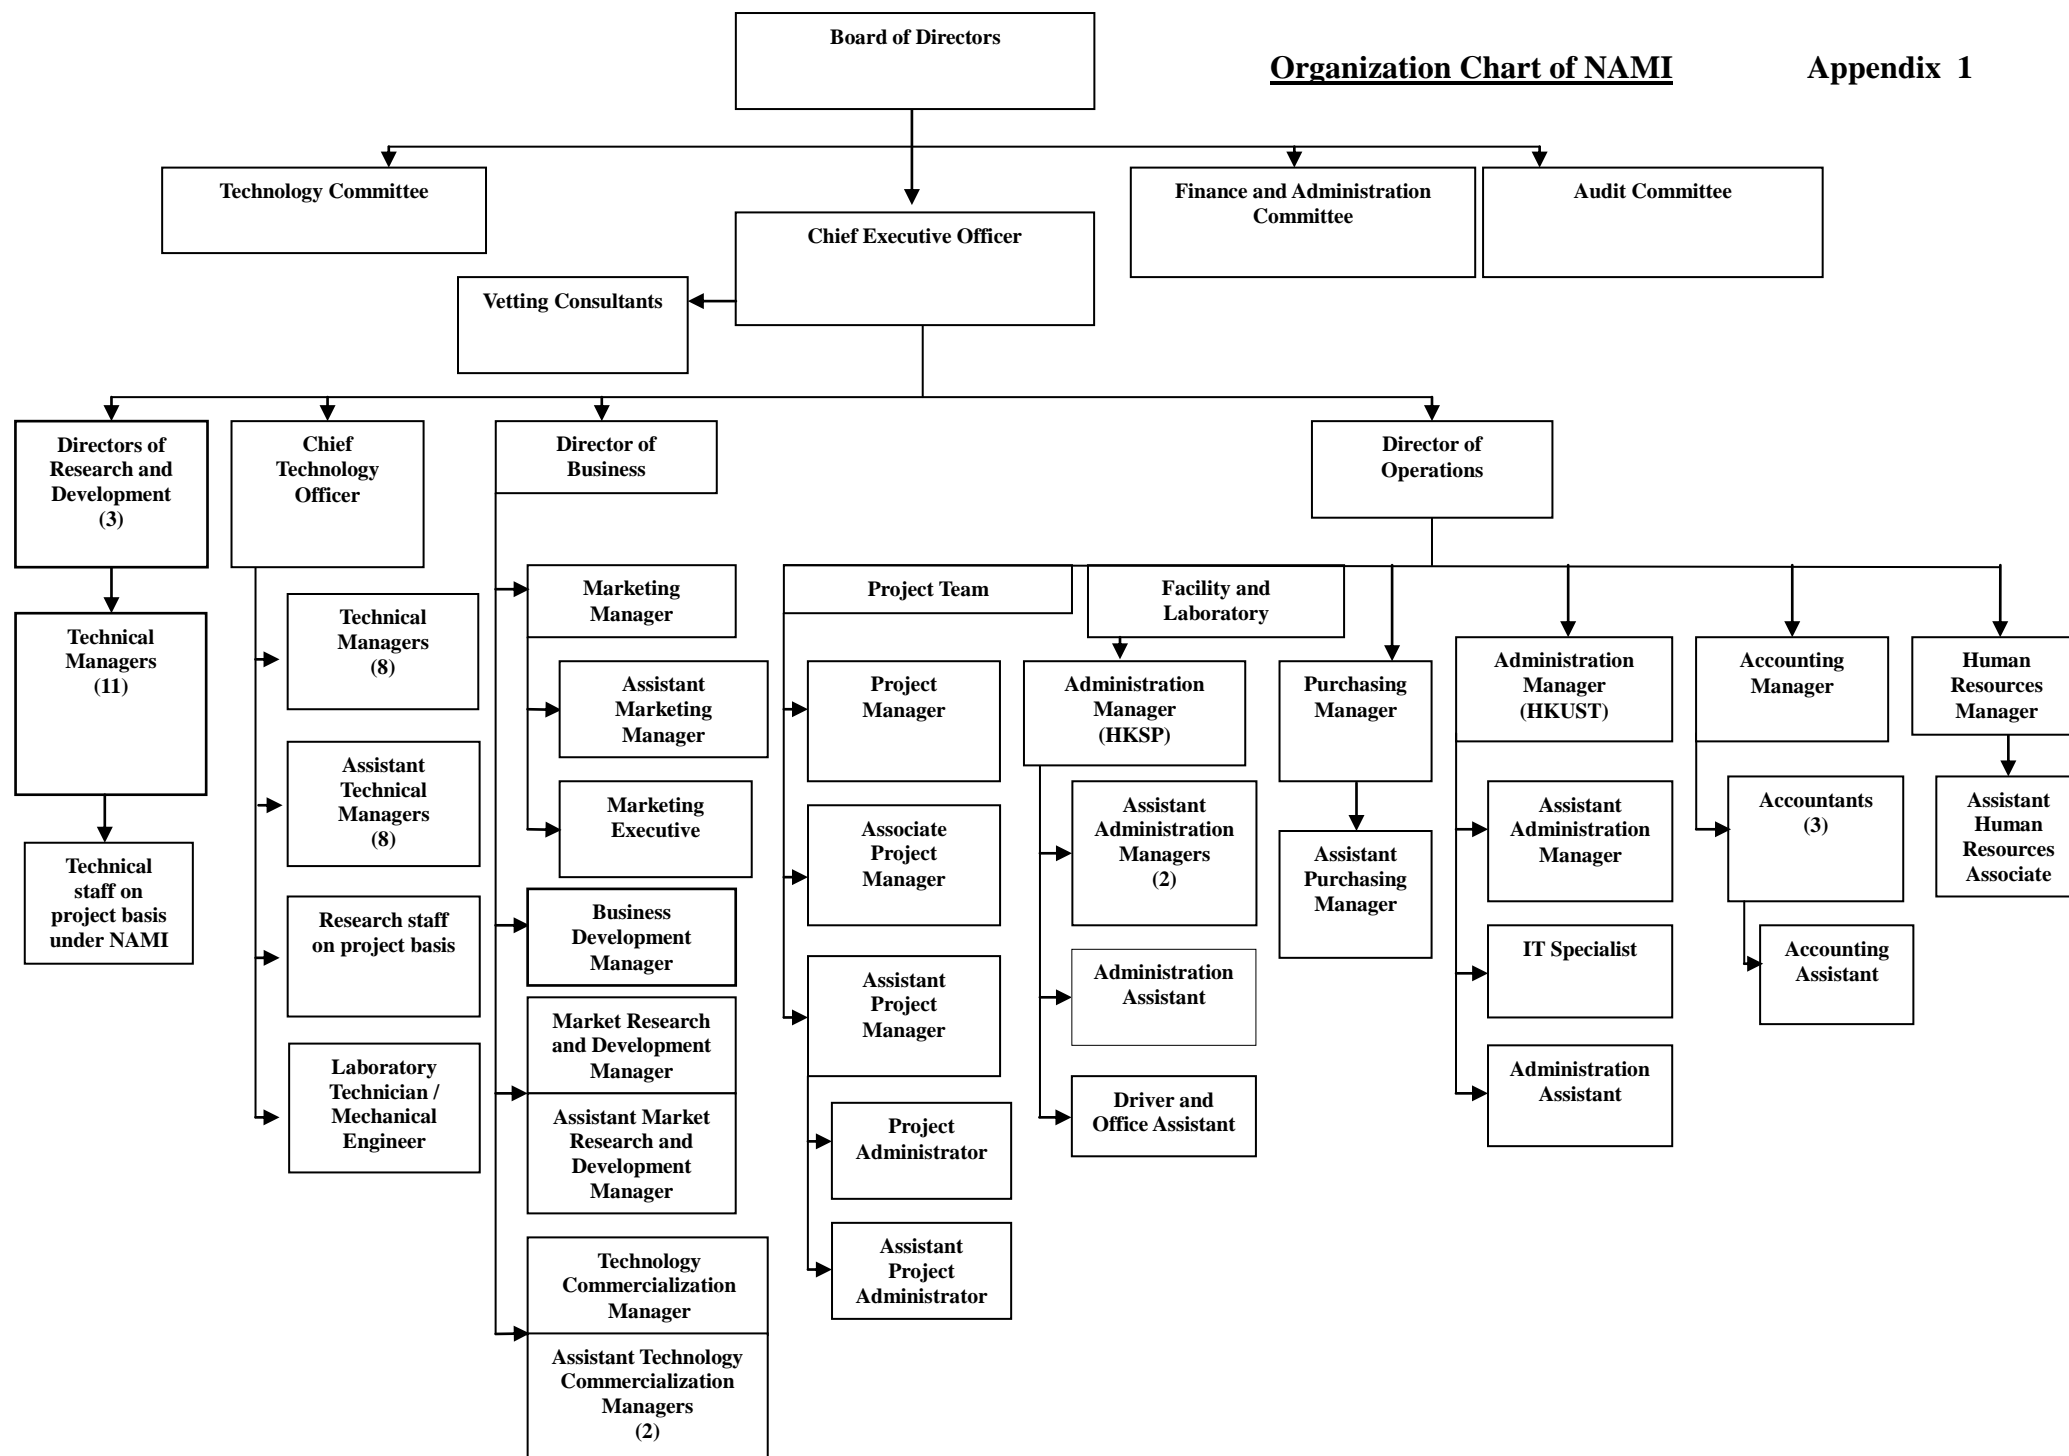 Board of Directors
Organization Chart of NAMI
Appendix 1
Technology Committee
Finance and Administration
Committee
Audit Committee
Chief Executive Officer
Vetting Consultants
Directors of
Research and
Development
(3)
Chief
Technology
Officer
Director of
Business
Director of
Operations
Technical
Managers
(11)
Technical
staff on
project basis
under NAMI
Technical
Managers
(8)
Assistant
Technical
Managers
(8)
Research staff
on project basis
Laboratory
Technician /
Mechanical
Engineer
Marketing
Manager
Assistant
Marketing
Manager
Marketing
Executive
Business
Development
Manager
Market Research
and Development
Manager
Assistant Market
Research and
Development
Manager
Technology
Commercialization
Manager
Assistant Technology
Commercialization
Managers
(2)
Project Team
Project
Manager
Associate
Project
Manager
Assistant
Project
Manager
Project
Administrator
Assistant
Project
Administrator
Facility and
Laboratory
Administration
Manager
(HKSP)
Assistant
Administration
Managers
(2)
Administration
Assistant
Driver and
Office Assistant
Purchasing
Manager
Assistant
Purchasing
Manager
Administration
Manager
(HKUST)
Assistant
Administration
Manager
IT Specialist
Administration
Assistant
Accounting
Manager
Accountants
(3)
Accounting
Assistant
Human
Resources
Manager
Assistant
Human
Resources
Associate